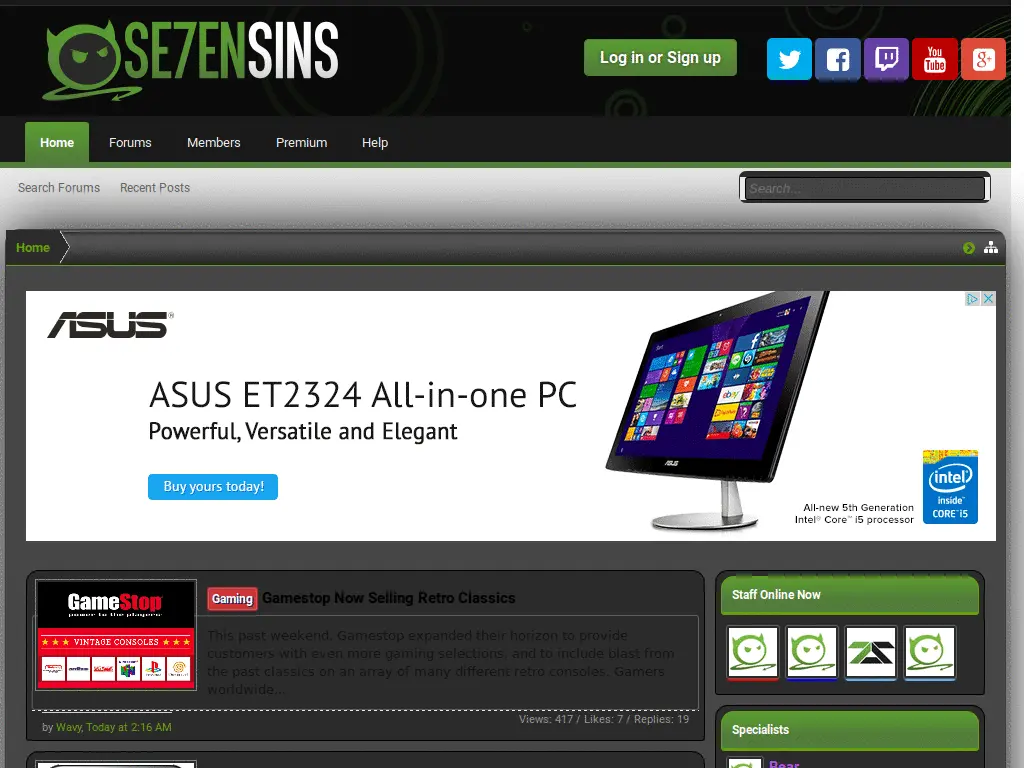 SE7ENSINS
Log in or Sign up
You
Tube
g+
Home
Forums
Members
Premium
Help
Search Forums
Recent Posts
Search...
Home
ASUS
ASUS ET2324 All-in-one PC
Powerful, Versatile and Elegant
Buy yours today!
ASUS
ebay
All-new 5th Generation
Intel® Core™ i5 processor
intel
inside™
CORE™ i5
GameStop
power to the players
VINTAGE CONSOLES
Gaming
Gamestop Now Selling Retro Classics
This past weekend, Gamestop expanded their horizon to provide
customers with even more gaming selections, and to include blast from
the past classics on an array of many different retro consoles. Gamers
worldwide...
by Wavy, Today at 2:16 AM
Views: 417 / Likes: 7 / Replies: 19
Staff Online Now
Specialists
Bear